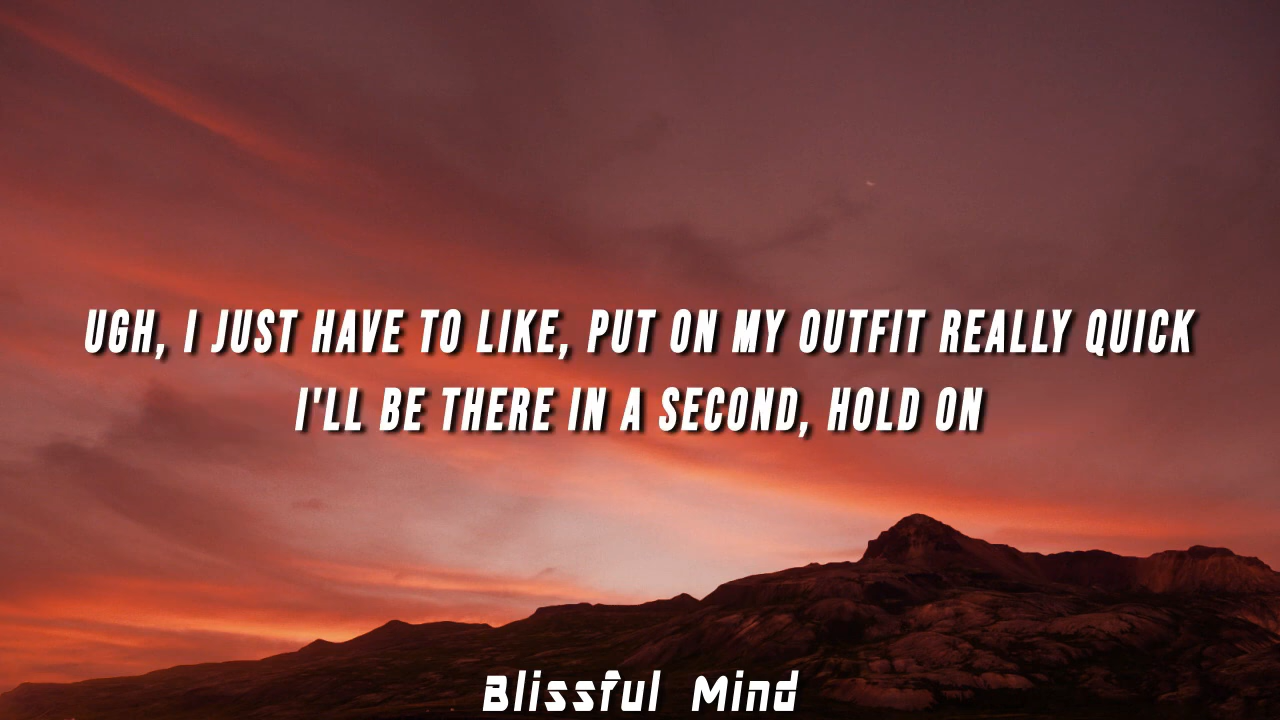 UGH, I JUST HAVE TO LIKE, PUT ON MY OUTFIT REALLY QUICK
I'LL BE THERE IN A SECOND, HOLD ON
Blissful Mind